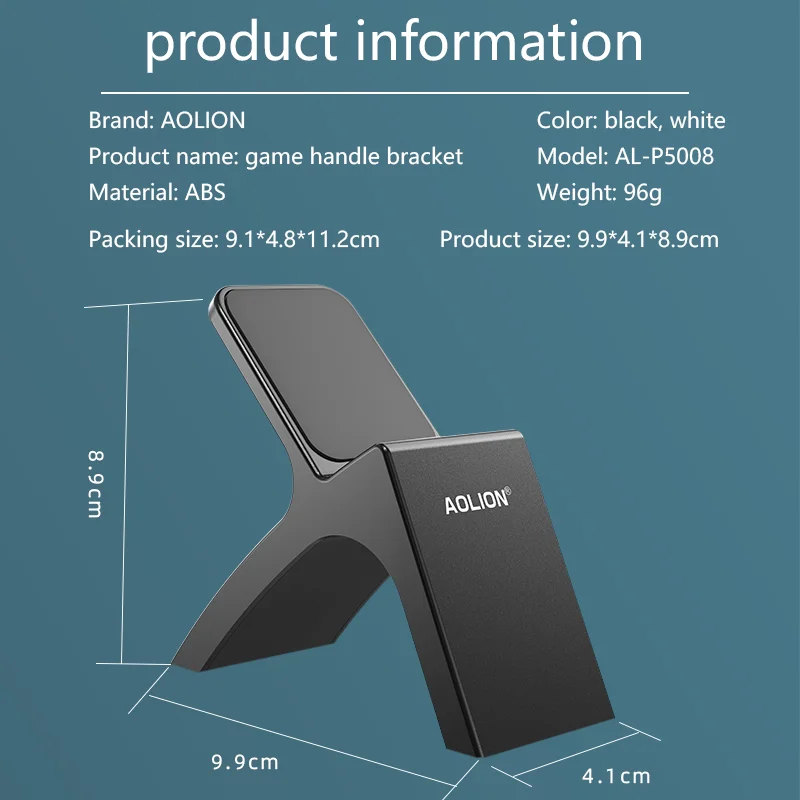 product information
Brand: AOLION
Color: black, white
Product name: game handle bracket
Model: AL-P5008
Material: ABS
Weight: 96g
Packing size: 9.1*4.8*11.2cm
Product size: 9.9*4.1*8.9cm
8.9cm
AOLION®
9.9cm
4.1cm